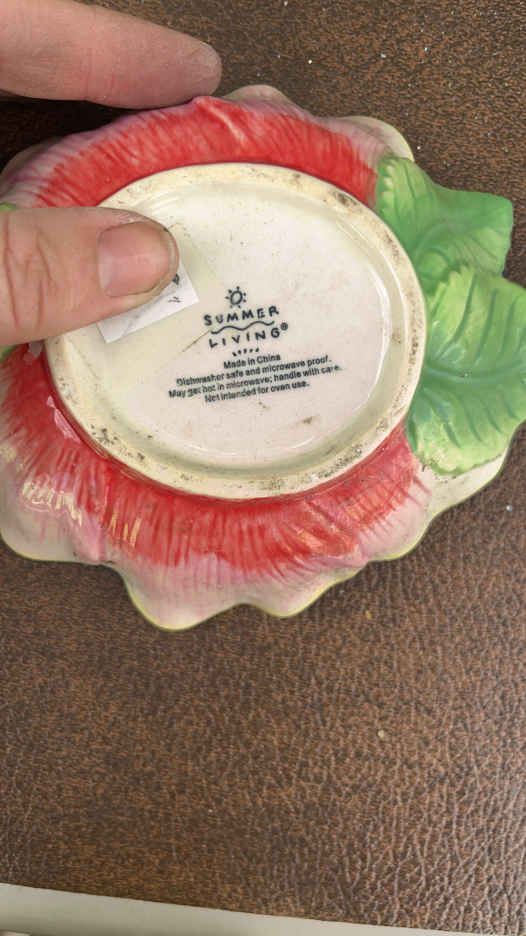 SUMMER
LIVING®
Made in China
Dishwasher safe and microwave proof.
May get hot in microwave; handle with care.
Not intended for oven use.